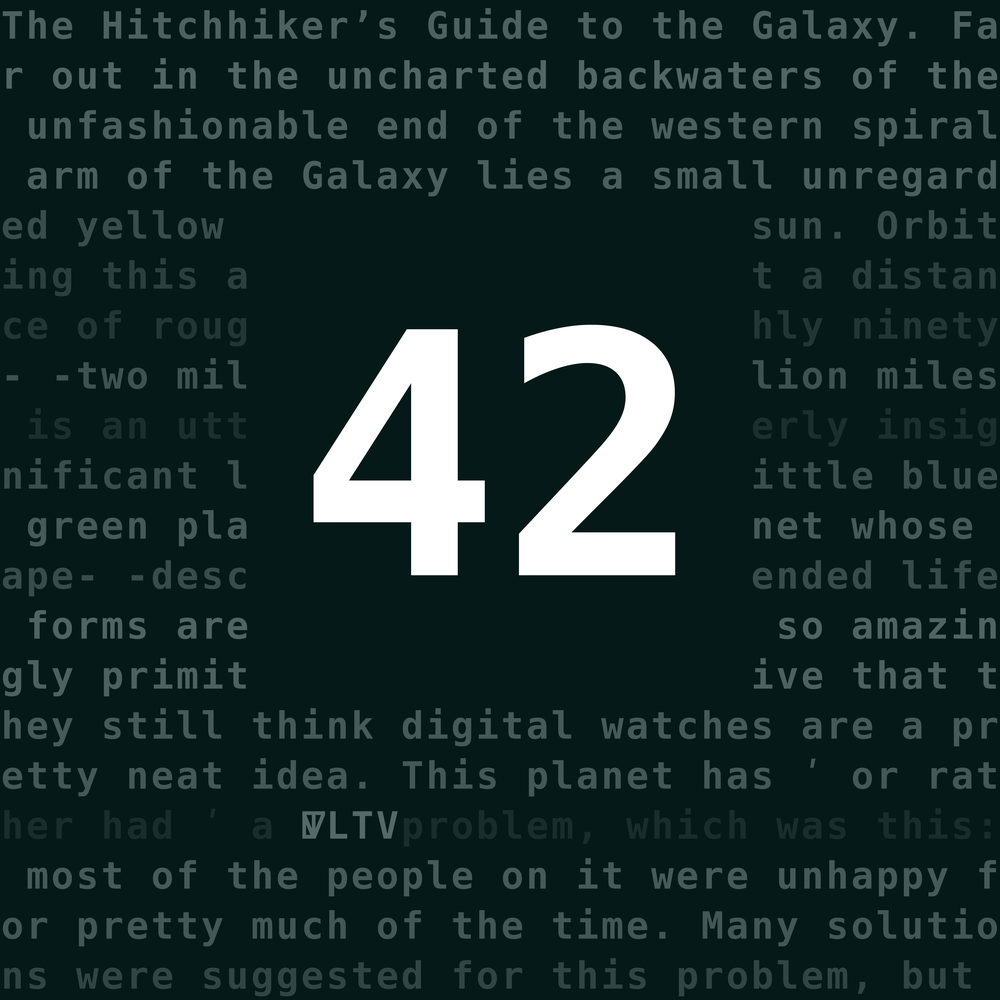 The Hitchhiker’s Guide to the Galaxy. Fa
r out in the uncharted backwaters of the
unfashionable end of the western spiral
arm of the Galaxy lies a small unregard
ed yellow sun. Orbit
ing this a t a distan
ce of roug hly ninety
- -two mil lion miles
is an utt erly insig
42
nificant l ittle blue
green pla net whose
ape- -desc ended life
forms are so amazin
gly primit ive that t
hey still think digital watches are a pr
etty neat idea. This planet has ′ or rat
her had ′ a problem, which was this:
most of the people on it were unhappy f
or pretty much of the time. Many solutio
ns were suggested for this problem, but